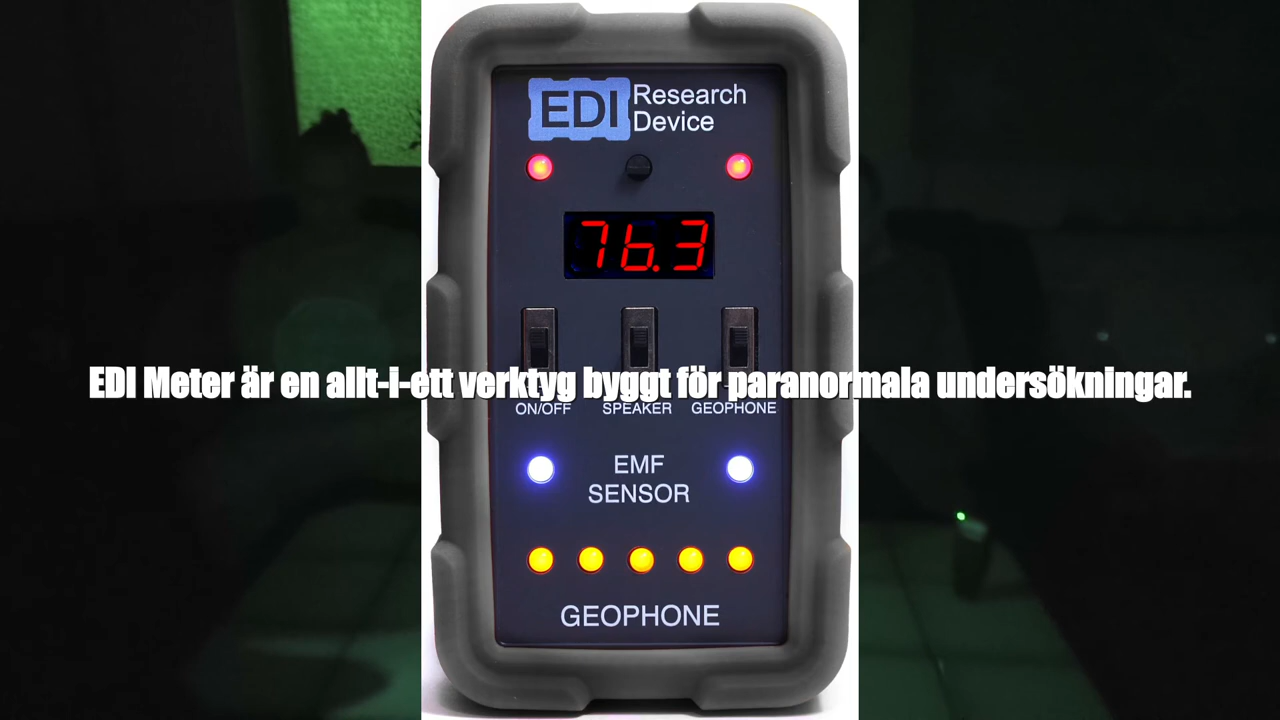 EDI Research
Device
76.3
EDI Meter är en allt-i-ett verktyg byggt för paranormala undersökningar.
ON/OFF SPEAKER GEOPHONE
EMF
SENSOR
GEOPHONE